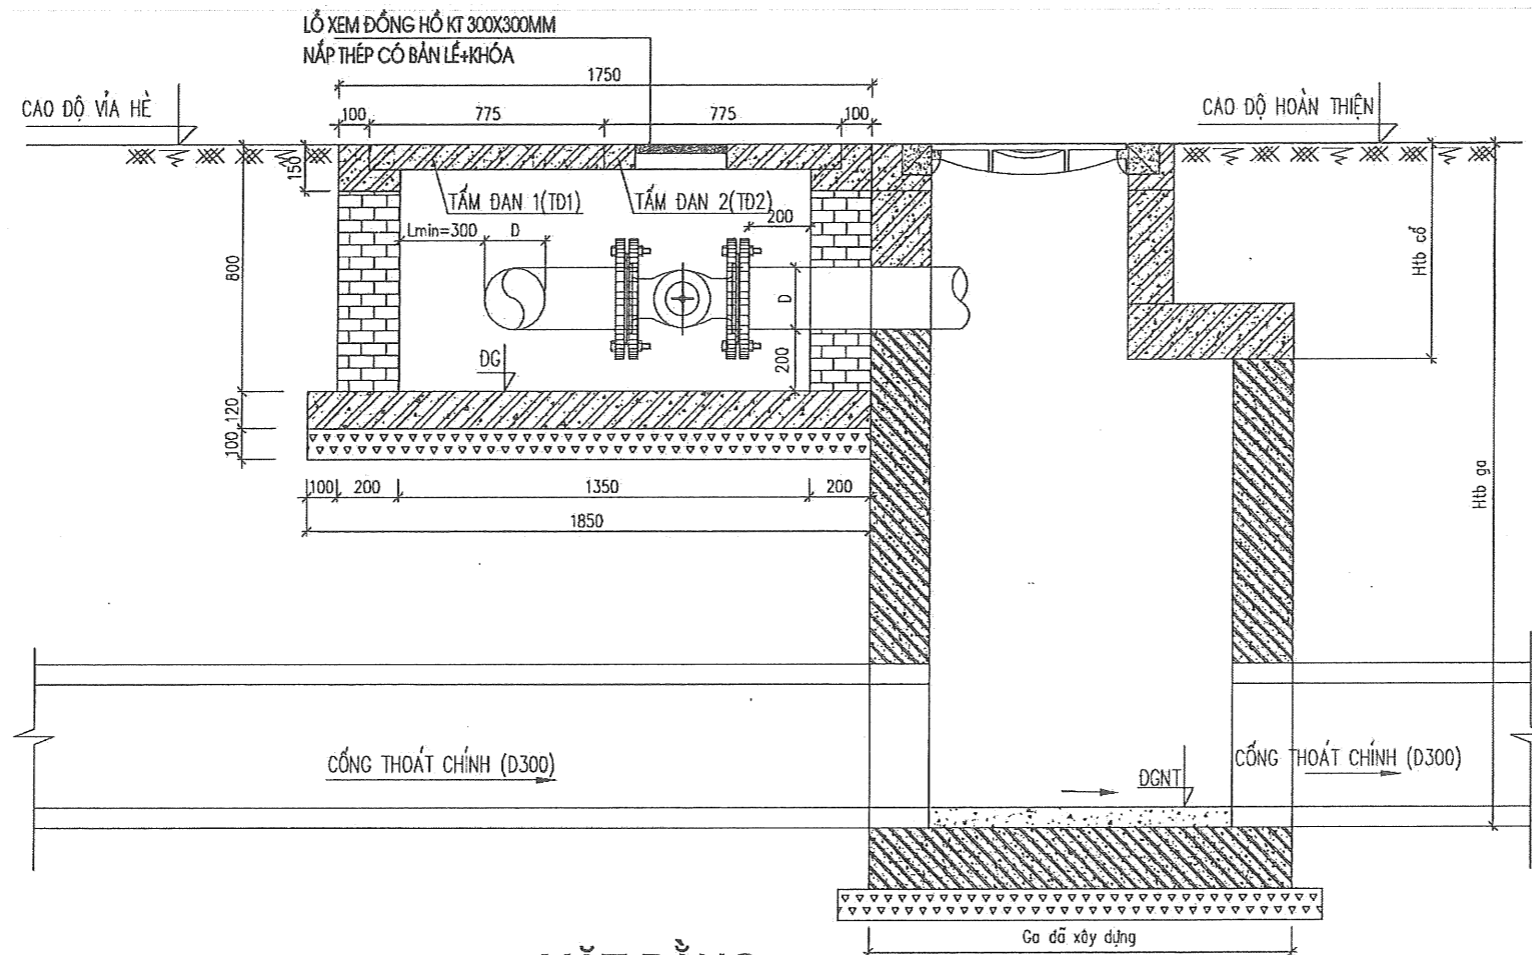 LỖ XEM ĐỒNG HỒ KT 300X300MM
NẮP THÉP CÓ BẢN LỀ+KHÓA
1750
CAO ĐỘ VỈA HÈ
CAO ĐỘ HOÀN THIỆN
100
775
775
100
150
TẤM ĐAN 1(TĐ1)
TẤM ĐAN 2(TĐ2)
200
Lmin=300
D
800
D
Htb cổ
ĐG
200
120
100
100
200
1350
200
1850
Htb ga
CỐNG THOÁT CHÍNH (D300)
ĐGNT
CỐNG THOÁT CHÍNH (D300)
Ga đã xây dựng